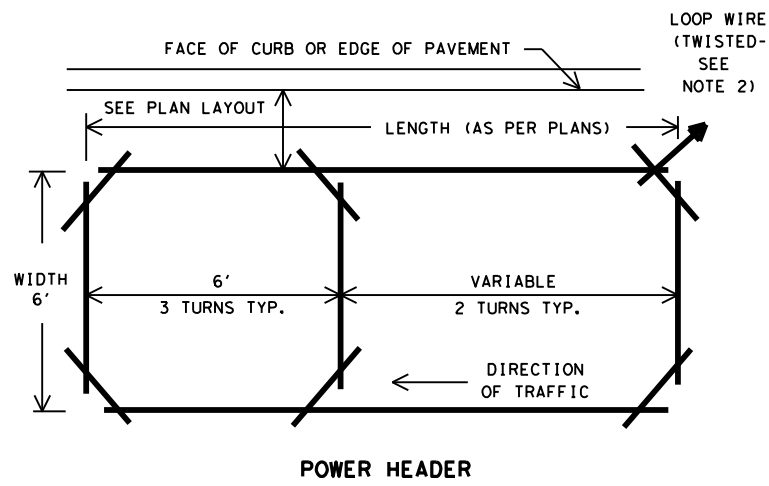 LOOP WIRE
(TWISTED-
SEE
NOTE 2)
FACE OF CURB OR EDGE OF PAVEMENT
SEE PLAN LAYOUT
LENGTH (AS PER PLANS)
WIDTH
6'
6'
3 TURNS TYP.
VARIABLE
2 TURNS TYP.
DIRECTION
OF TRAFFIC
POWER HEADER